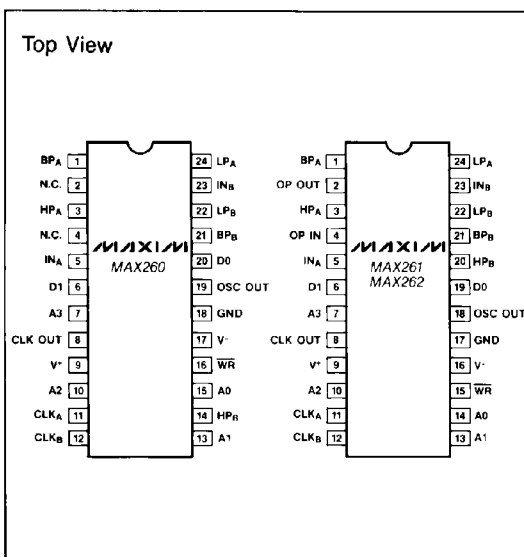 Top View
BPA 1
N.C. 2
HPA 3
N.C. 4
INA 5
D1 6
A3 7
CLK OUT 8
V+ 9
A2 10
CLKA 11
CLKB 12
MAXIM
MAX260
24 LPA
23 INB
22 LPB
21 BPB
20 D0
19 OSC OUT
18 GND
17 V-
16 WR
15 A0
14 HPB
13 A1
BPA 1
OP OUT 2
HPA 3
OP IN 4
INA 5
D1 6
A3 7
CLK OUT 8
V+ 9
A2 10
CLKA 11
CLKB 12
MAXIM
MAX261
MAX262
24 LPA
23 INB
22 LPB
21 BPB
20 HPB
19 D0
18 OSC OUT
17 GND
16 V-
15 WR
14 A0
13 A1